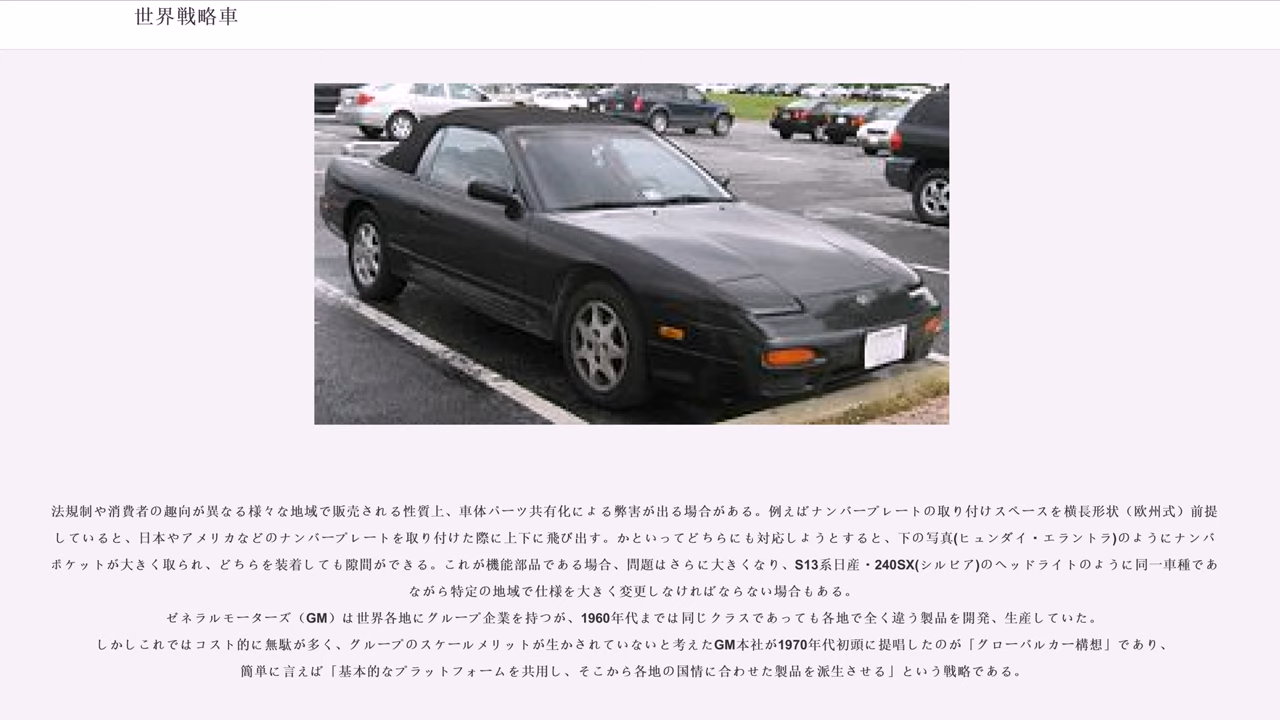 世界戦略車
法規制や消費者の趣向が異なる様々な地域で販売される性質上、車体パーツ共有化による弊害が出る場合がある。例えばナンバープレートの取り付けスペースを横長形状（欧州式）前提
していると、日本やアメリカなどのナンバープレートを取り付けた際に上下に飛び出す。かといってどちらにも対応しようとすると、下の写真(ヒュンダイ・エラントラ)のようにナンバ
ポケットが大きく取られ、どちらを装着しても隙間ができる。これが機能部品である場合、問題はさらに大きくなり、S13系日産・240SX(シルビア)のヘッドライトのように同一車種であ
ながら特定の地域で仕様を大きく変更しなければならない場合もある。
ゼネラルモーターズ（GM）は世界各地にグループ企業を持つが、1960年代までは同じクラスであっても各地で全く違う製品を開発、生産していた。
しかしこれではコスト的に無駄が多く、グループのスケールメリットが生かされていないと考えたGM本社が1970年代初頭に提唱したのが「グローバルカー構想」であり、
簡単に言えば「基本的なプラットフォームを共用し、そこから各地の国情に合わせた製品を派生させる」という戦略である。